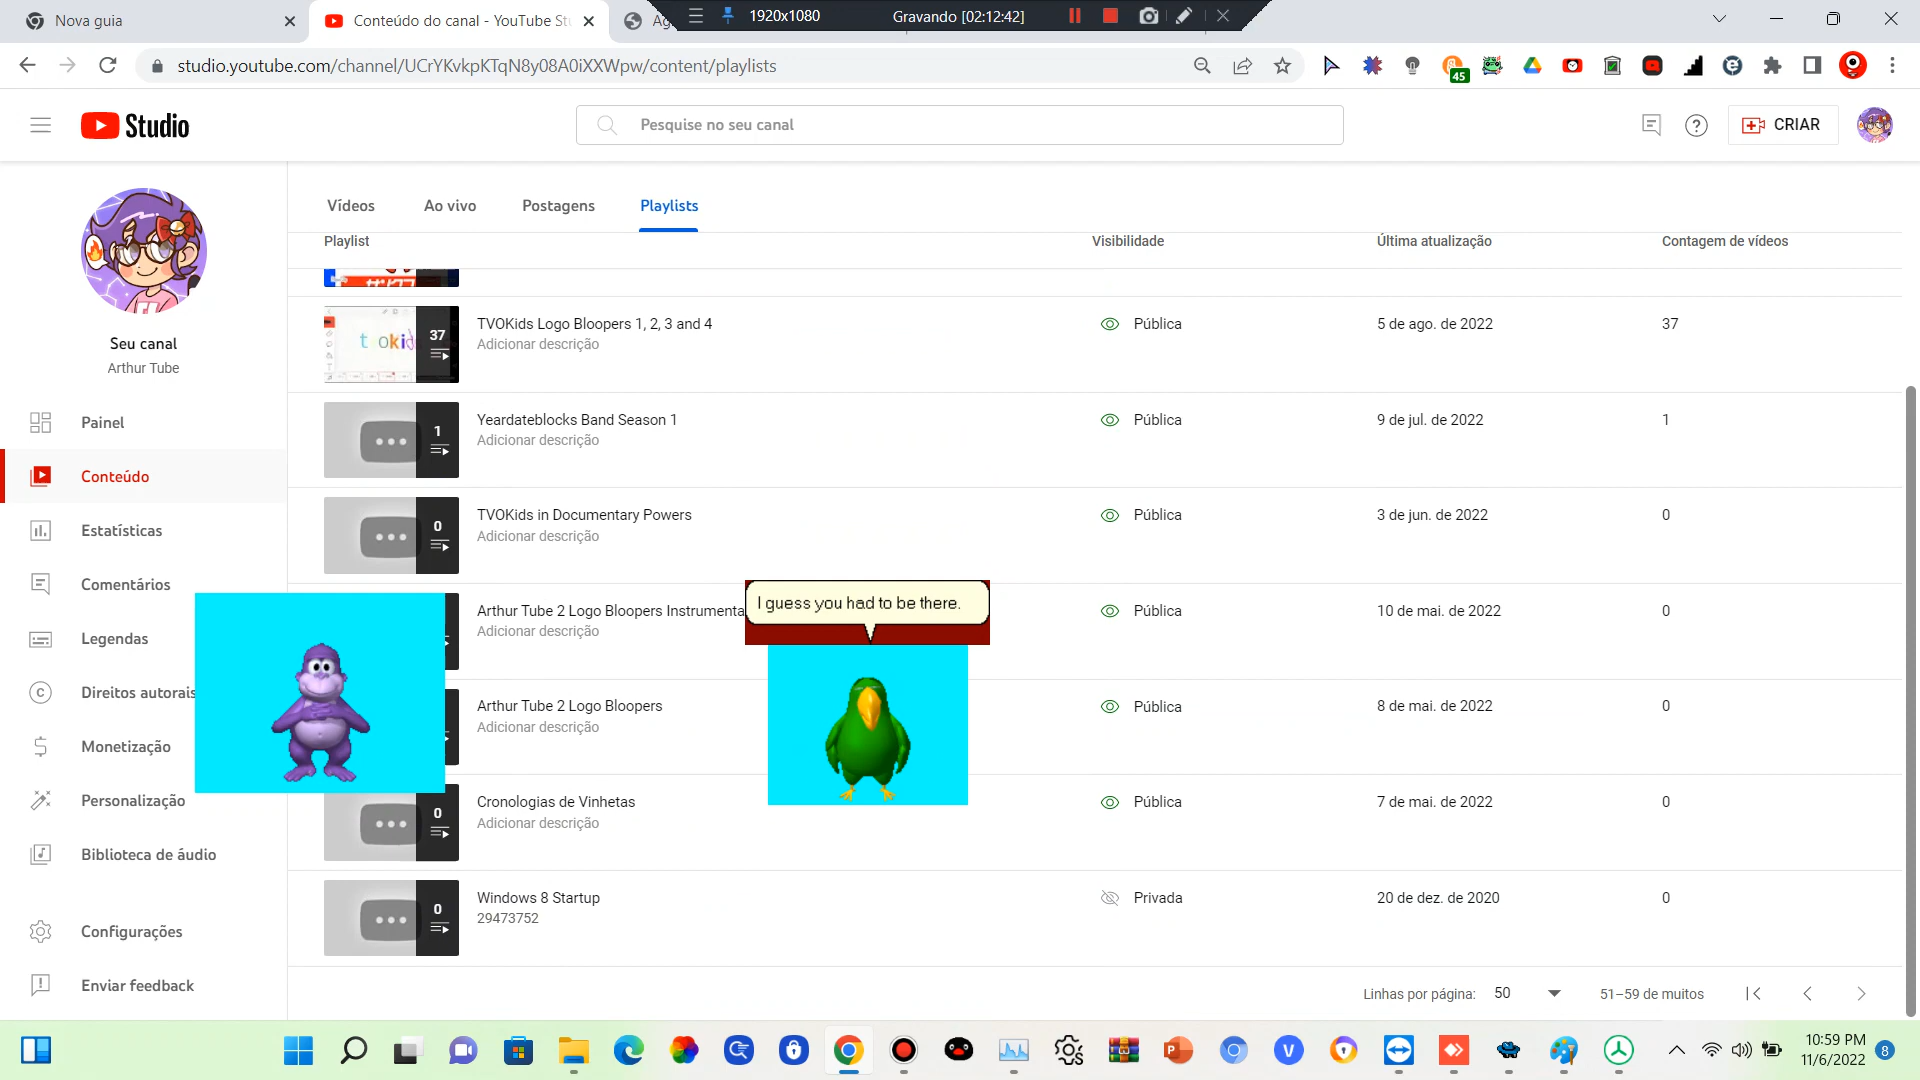 Nova guia
Conteúdo do canal - YouTube St
Ag
1920x1080
Gravando [02:12:42]
studio.youtube.com/channel/UCrYKvkpKTqN8y08A0iXXWpw/content/playlists
45
Studio
Pesquise no seu canal
CRIAR
Seu canal
Arthur Tube
Painel
Conteúdo
Estatísticas
Comentários
Legendas
Direitos autorais
Monetização
Personalização
Biblioteca de áudio
Configurações
Enviar feedback
Vídeos
Ao vivo
Postagens
Playlists
Playlist
Visibilidade
Última atualização
Contagem de vídeos
t oki
37
TVOKids Logo Bloopers 1, 2, 3 and 4
Adicionar descrição
Pública
5 de ago. de 2022
37
1
Yeardateblocks Band Season 1
Adicionar descrição
Pública
9 de jul. de 2022
1
0
TVOKids in Documentary Powers
Adicionar descrição
Pública
3 de jun. de 2022
0
Arthur Tube 2 Logo Bloopers Instrumenta
Adicionar descrição
Pública
10 de mai. de 2022
0
I guess you had to be there.
Arthur Tube 2 Logo Bloopers
Adicionar descrição
Pública
8 de mai. de 2022
0
0
Cronologias de Vinhetas
Adicionar descrição
Pública
7 de mai. de 2022
0
0
Windows 8 Startup
29473752
Privada
20 de dez. de 2020
0
Linhas por página:
50
51–59 de muitos
10:59 PM
11/6/2022
8